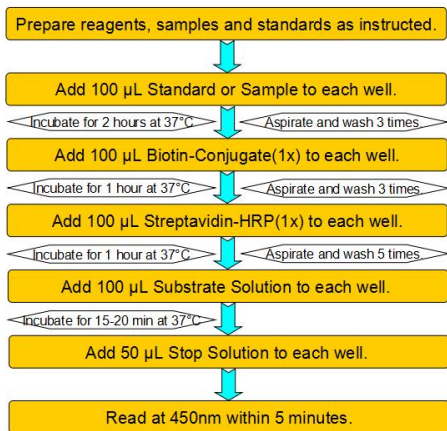 Prepare reagents, samples and standards as instructed.
Add 100 µL Standard or Sample to each well.
Incubate for 2 hours at 37°C
Aspirate and wash 3 times
Add 100 µL Biotin-Conjugate(1x) to each well.
Incubate for 1 hour at 37°C
Aspirate and wash 3 times
Add 100 µL Streptavidin-HRP(1x) to each well.
Incubate for 1 hour at 37°C
Aspirate and wash 5 times
Add 100 µL Substrate Solution to each well.
Incubate for 15-20 min at 37°C
Add 50 µL Stop Solution to each well.
Read at 450nm within 5 minutes.